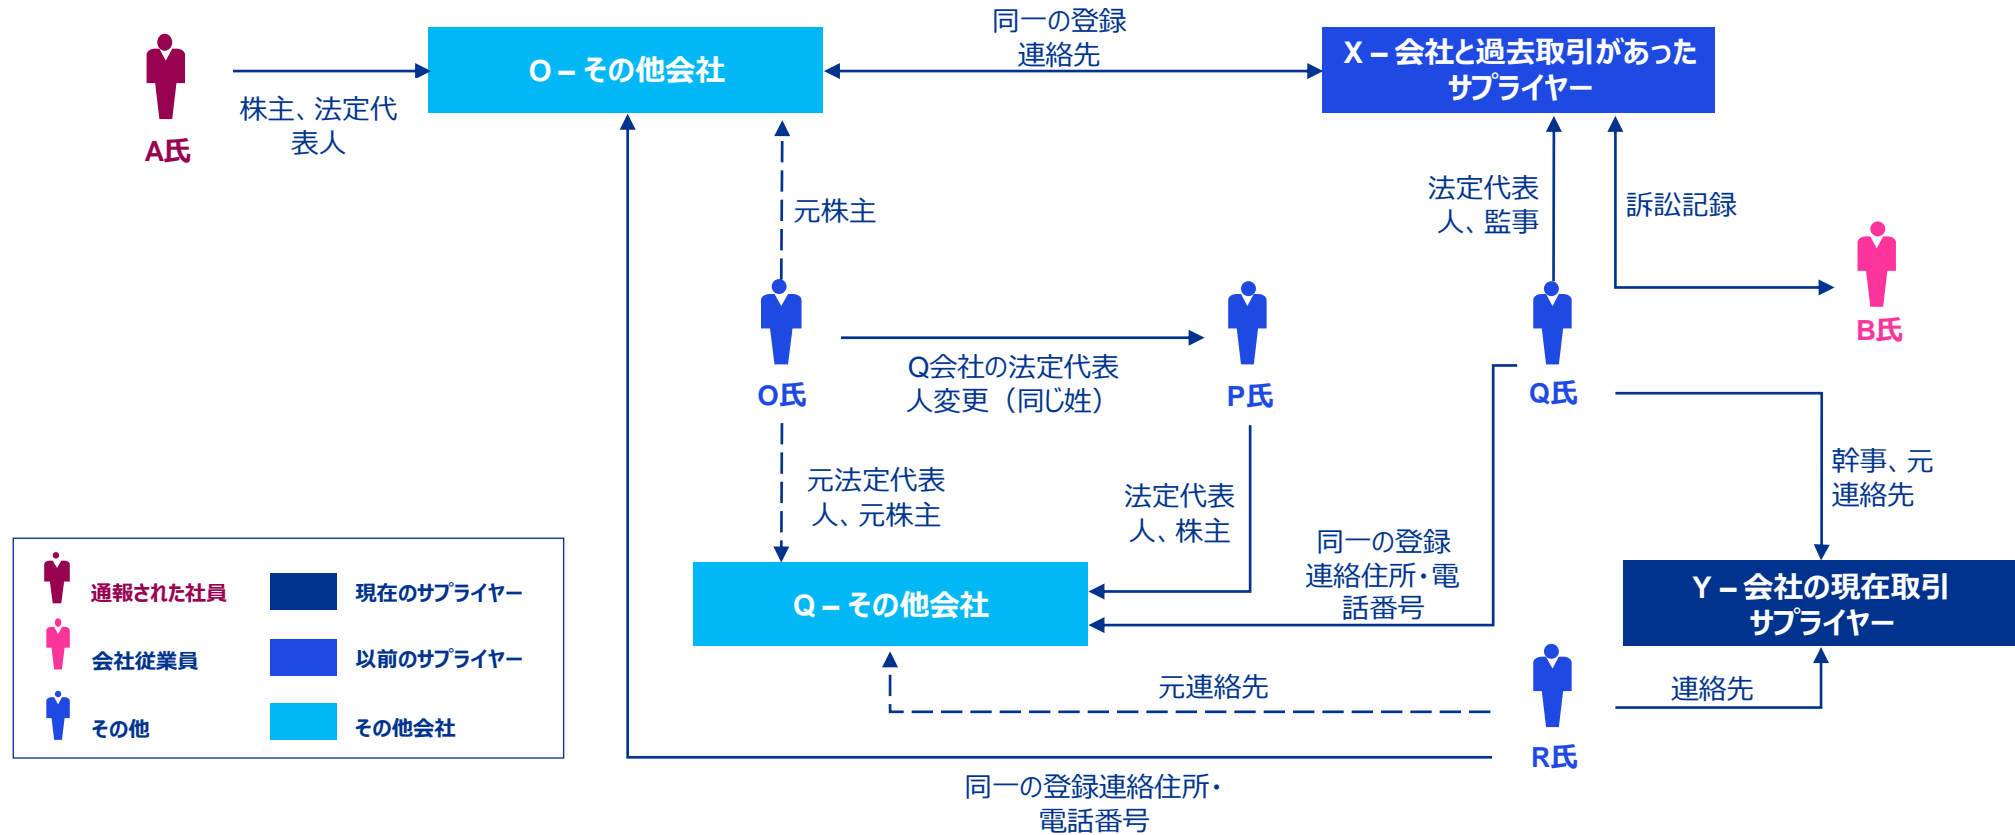 同一の登録
連絡先
O – その他会社
X – 会社と過去取引があった
サプライヤー
株主、法定代
表人
A氏
元株主
法定代表
人、監事
訴訟記録
B氏
Q会社の法定代表
人変更（同じ姓）
O氏
P氏
Q氏
元法定代表
人、元株主
法定代表
人、株主
幹事、元
連絡先
同一の登録
連絡住所・電
話番号
Q – その他会社
Y – 会社の現在取引
サプライヤー
元連絡先
連絡先
R氏
同一の登録連絡住所・
電話番号
通報された社員
現在のサプライヤー
会社従業員
以前のサプライヤー
その他
その他会社